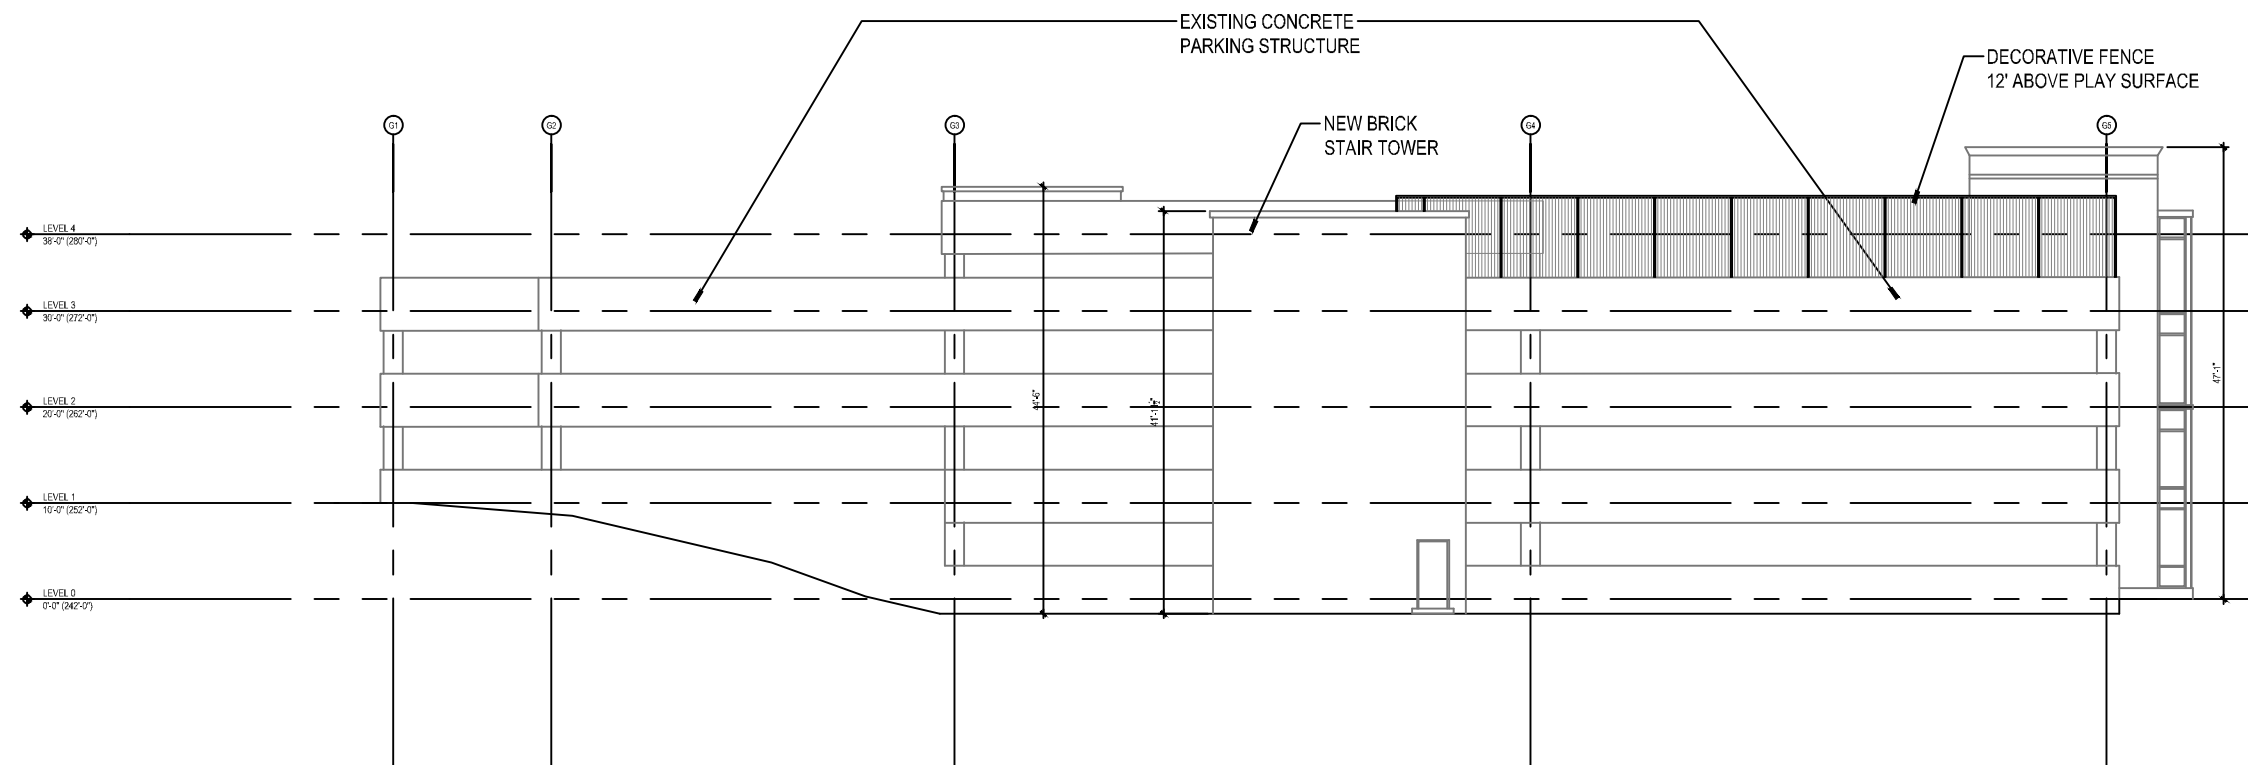 EXISTING CONCRETE
PARKING STRUCTURE
DECORATIVE FENCE
12' ABOVE PLAY SURFACE
NEW BRICK
STAIR TOWER
G1
G2
G3
G4
G5
LEVEL 4
38'-0" (280'-0")
LEVEL 3
30'-0" (272'-0")
LEVEL 2
20'-0" (262'-0")
LEVEL 1
10'-0" (252'-0")
LEVEL 0
0'-0" (242'-0")
44'-6"
47'-1"